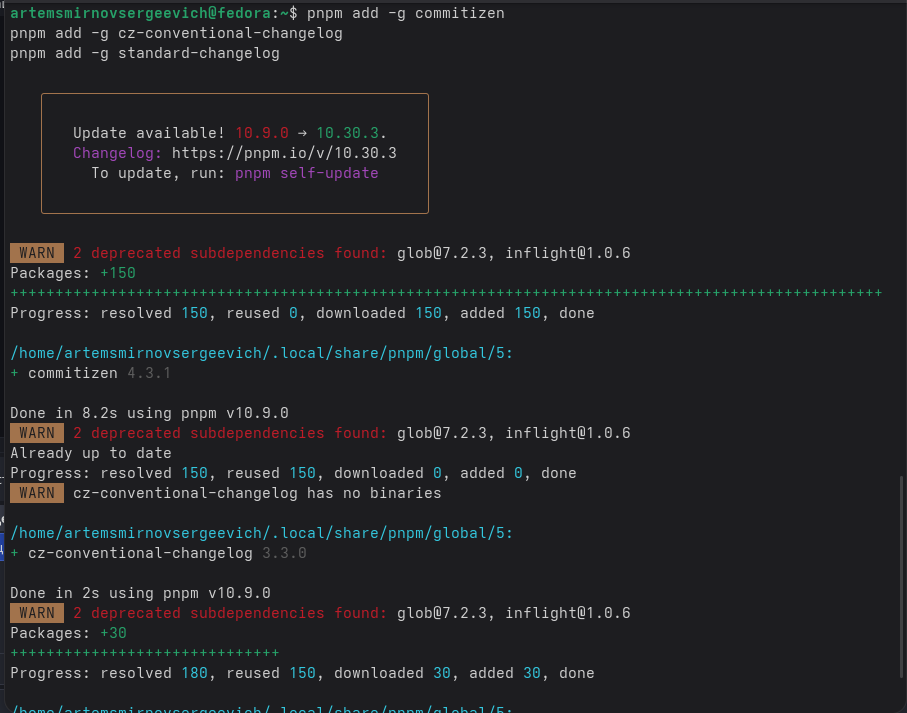 artemsmirnovsergeevich@fedora:~$ pnpm add -g commitizen
pnpm add -g cz-conventional-changelog
pnpm add -g standard-changelog
Update available! 10.9.0 → 10.30.3.
Changelog: https://pnpm.io/v/10.30.3
To update, run: pnpm self-update
WARN 2 deprecated subdependencies found: glob@7.2.3, inflight@1.0.6
Packages: +150
+++++++++++++++++++++++++++++++++++++++++++++++++++++++++++++++++++++++++++++++++++++++++++++++++
Progress: resolved 150, reused 0, downloaded 150, added 150, done
/home/artemsmirnovsergeevich/.local/share/pnpm/global/5:
+ commitizen 4.3.1
Done in 8.2s using pnpm v10.9.0
WARN 2 deprecated subdependencies found: glob@7.2.3, inflight@1.0.6
Already up to date
Progress: resolved 150, reused 150, downloaded 0, added 0, done
WARN cz-conventional-changelog has no binaries
/home/artemsmirnovsergeevich/.local/share/pnpm/global/5:
+ cz-conventional-changelog 3.3.0
Done in 2s using pnpm v10.9.0
WARN 2 deprecated subdependencies found: glob@7.2.3, inflight@1.0.6
Packages: +30
++++++++++++++++++++++++++++++
Progress: resolved 180, reused 150, downloaded 30, added 30, done
/home/artemsmirnovsergeevich/.local/share/pnpm/global/5: